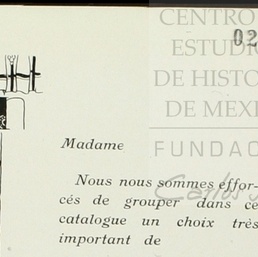 CENTRO
02
ESTUDI
DE HISTO
DE MEXI
FUNDAC
Carlos S
Madame
Nous nous sommes effor-
cés de grouper dans ce
catalogue un choix très
important de